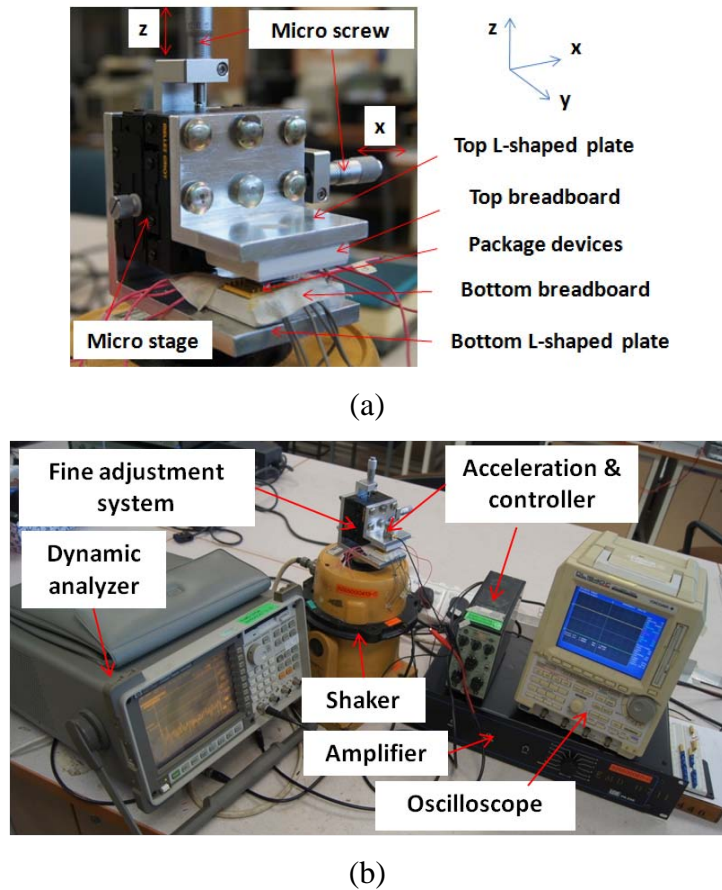 z
Micro screw
z
x
y
x
Top L-shaped plate
Top breadboard
Package devices
Bottom breadboard
Micro stage
Bottom L-shaped plate
(a)
Fine adjustment
system
Acceleration &
controller
Dynamic
analyzer
Shaker
Amplifier
Oscilloscope
(b)